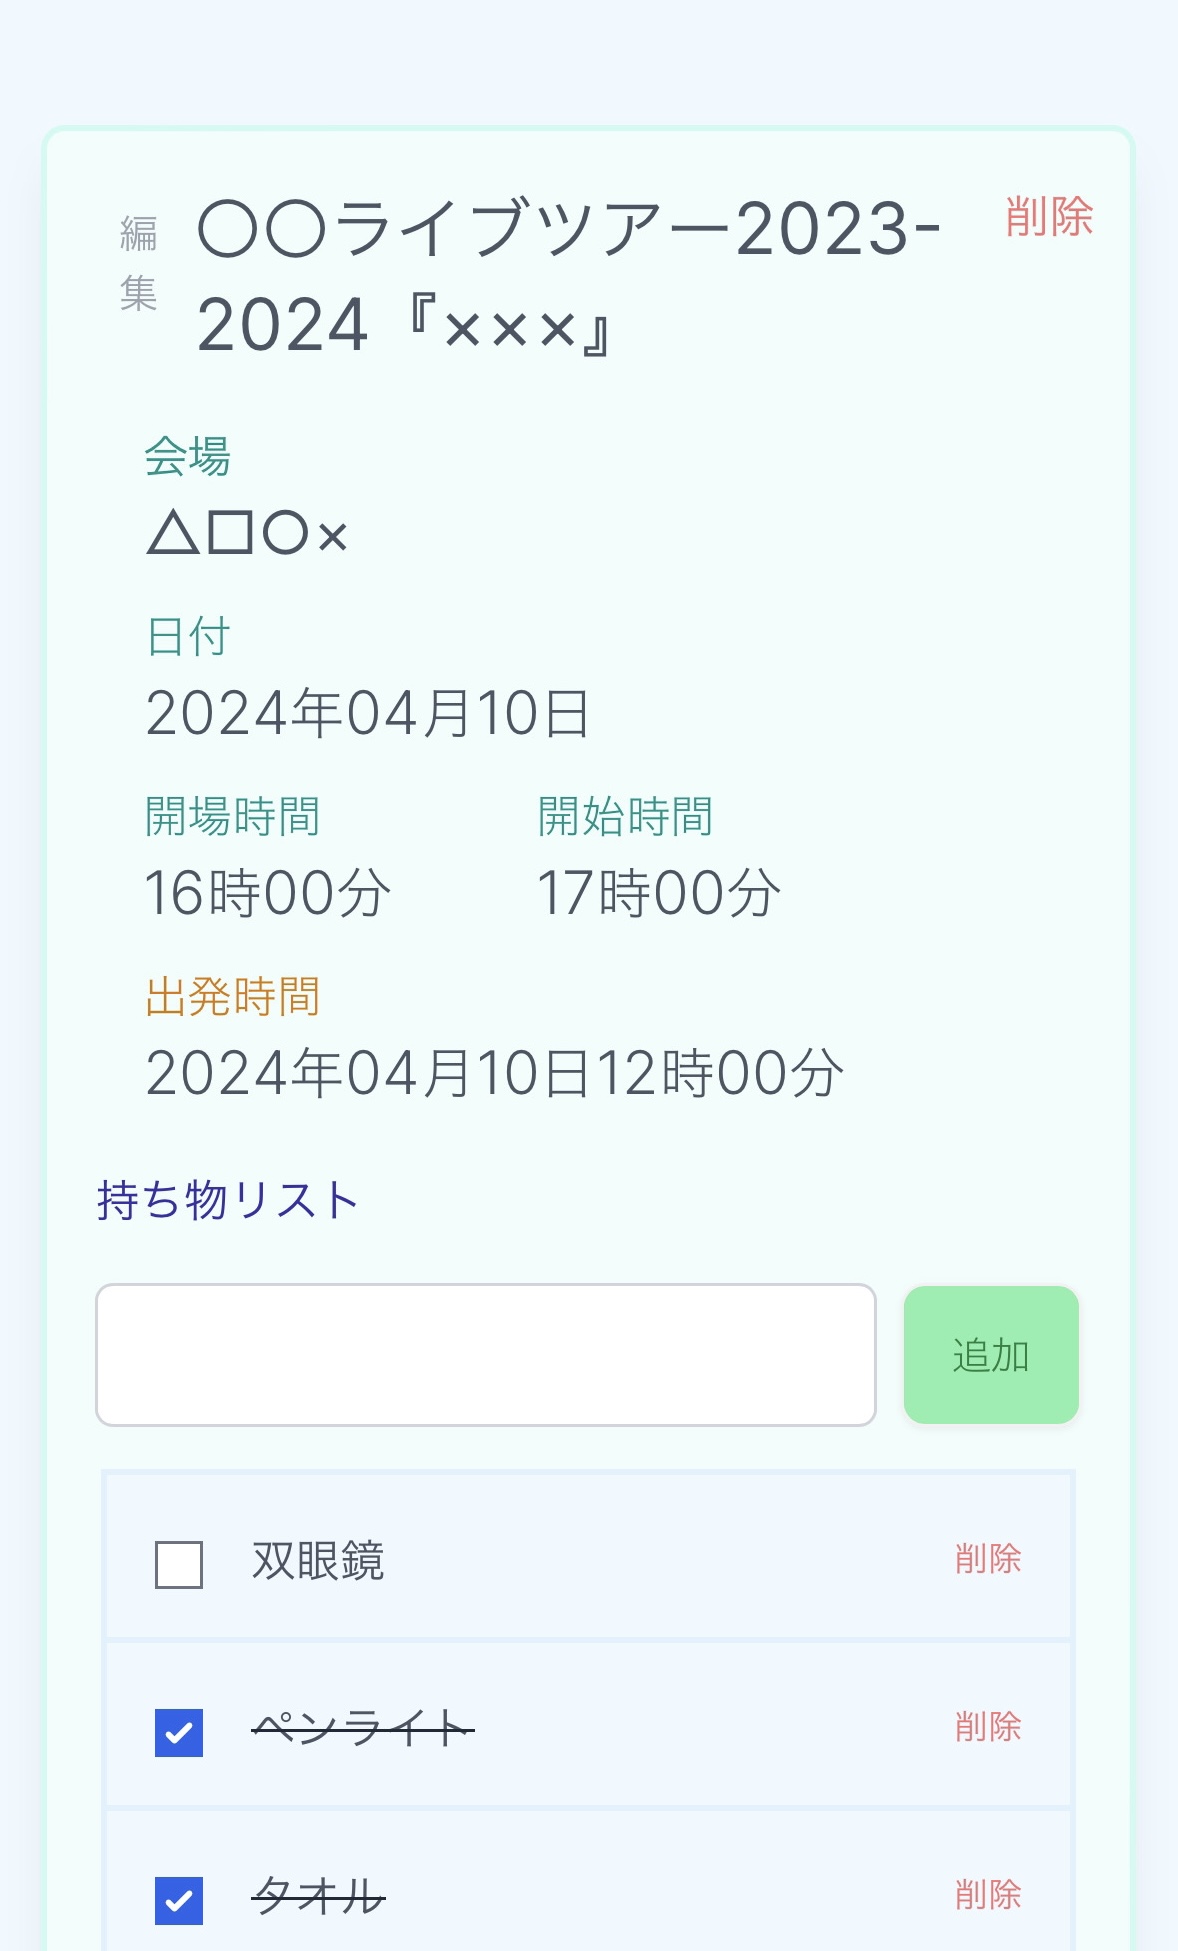 編集
〇〇ライブツアー2023-
2024『×××』
削除
会場
△□○×
日付
2024年04月10日
開場時間
16時00分
開始時間
17時00分
出発時間
2024年04月10日12時00分
持ち物リスト
追加
双眼鏡 削除
ペンライト 削除
タオル 削除